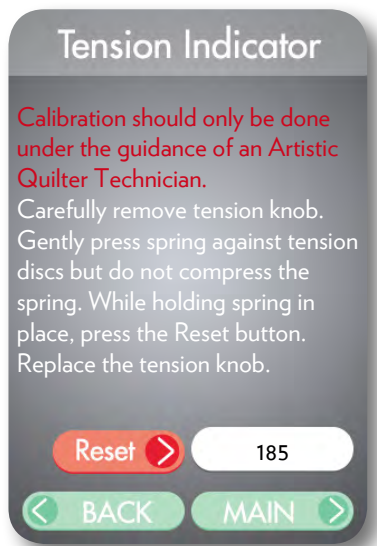 Tension Indicator
Calibration should only be done
under the guidance of an Artistic
Quilter Technician.
Carefully remove tension knob.
Gently press spring against tension
discs but do not compress the
spring. While holding spring in
place, press the Reset button.
Replace the tension knob.
Reset 185
BACK MAIN